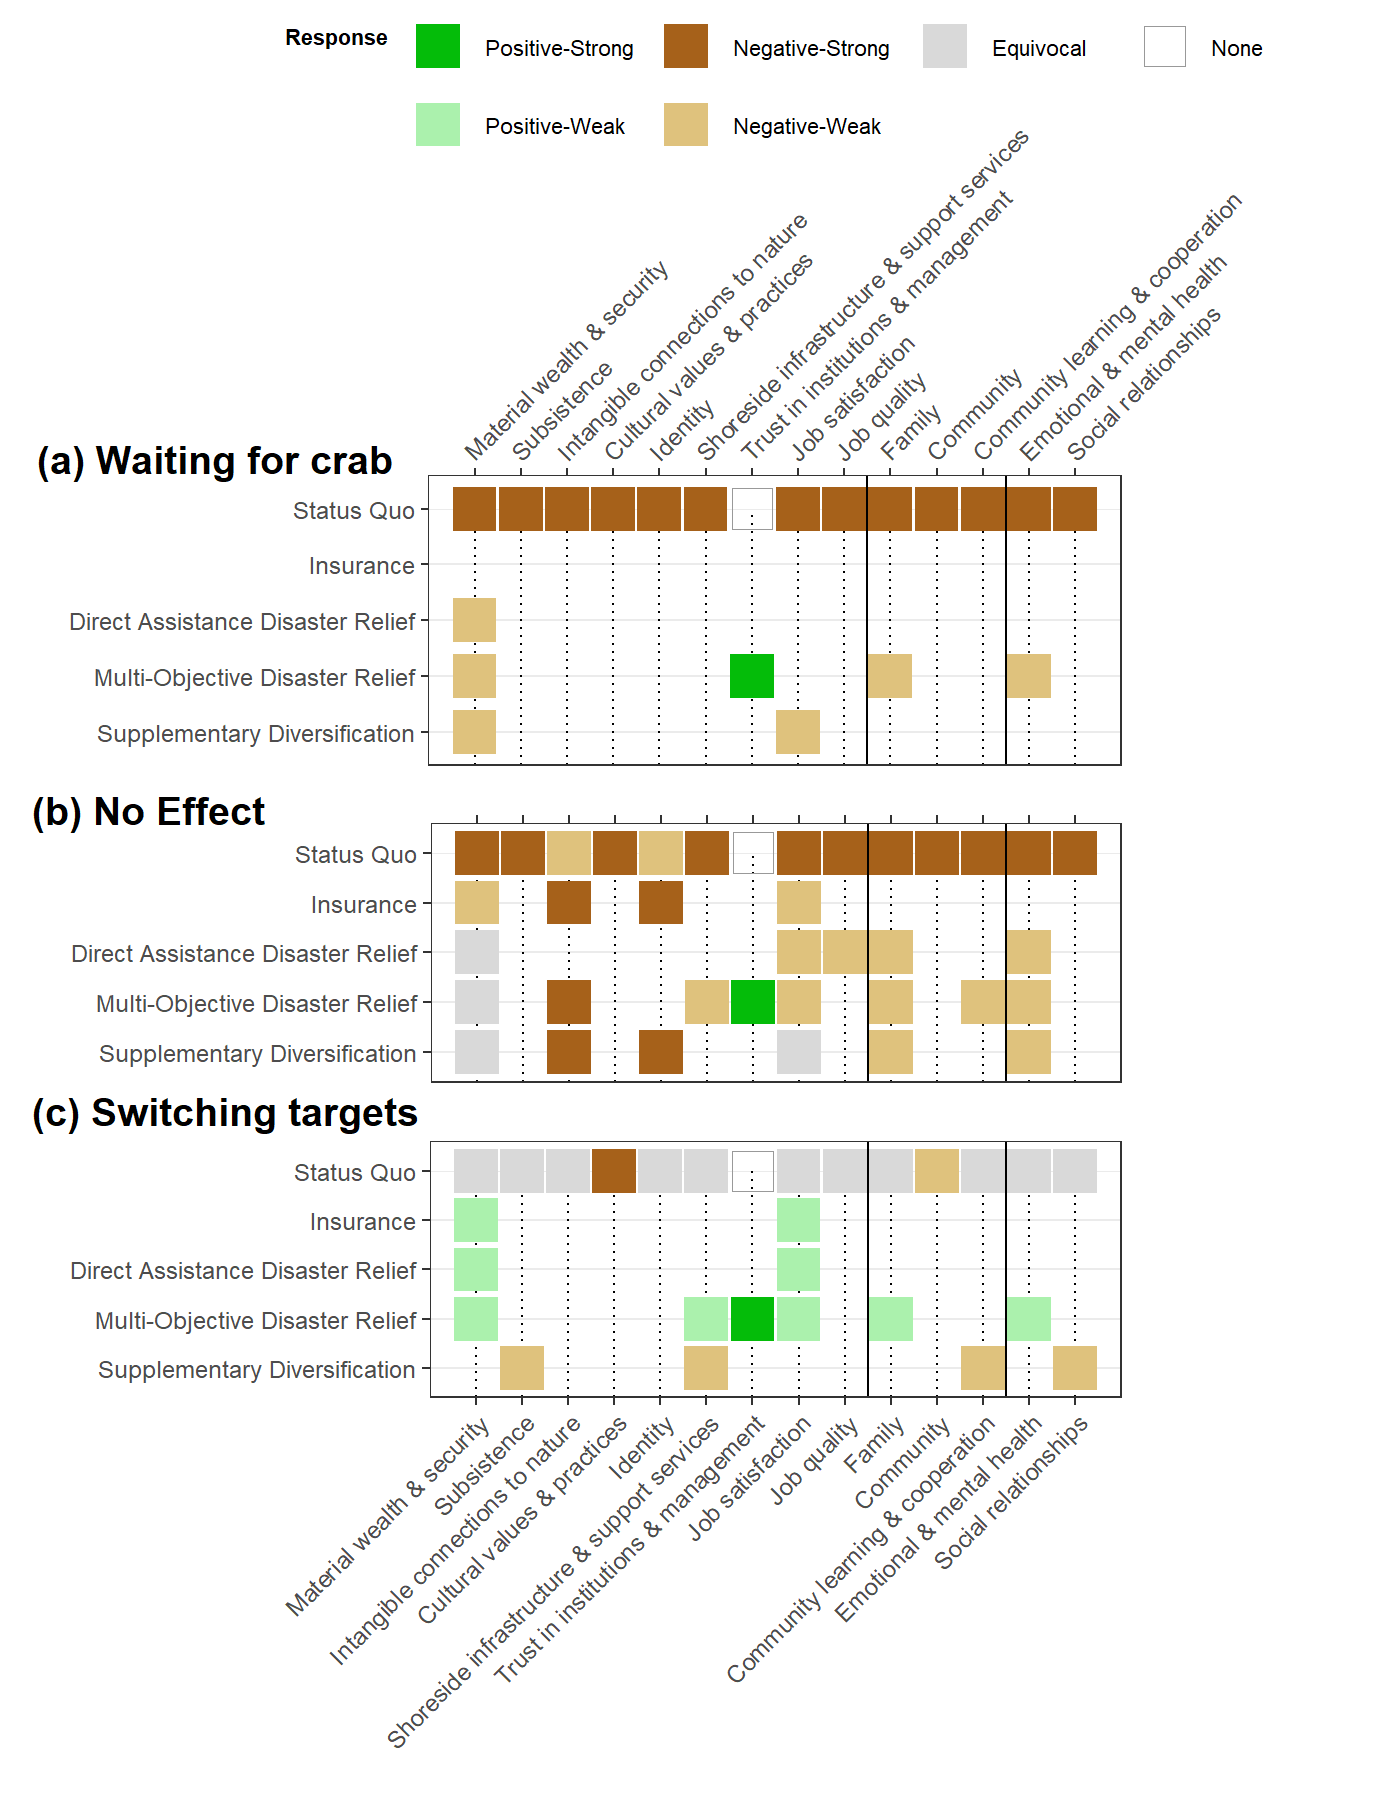 Response
Positive-Strong
Negative-Strong
Equivocal
None
Positive-Weak
Negative-Weak
Material wealth & security
Subsistence
Intangible connections to nature
Cultural values & practices
Identity
Shoreside infrastructure & support services
Trust in institutions & management
Job satisfaction
Job quality
Family
Community
Community learning & cooperation
Emotional & mental health
Social relationships
(a) Waiting for crab
Status Quo
Insurance
Direct Assistance Disaster Relief
Multi-Objective Disaster Relief
Supplementary Diversification
(b) No Effect
Status Quo
Insurance
Direct Assistance Disaster Relief
Multi-Objective Disaster Relief
Supplementary Diversification
(c) Switching targets
Status Quo
Insurance
Direct Assistance Disaster Relief
Multi-Objective Disaster Relief
Supplementary Diversification
Material wealth & security
Subsistence
Intangible connections to nature
Cultural values & practices
Identity
Shoreside infrastructure & support services
Trust in institutions & management
Job satisfaction
Job quality
Family
Community
Community learning & cooperation
Emotional & mental health
Social relationships